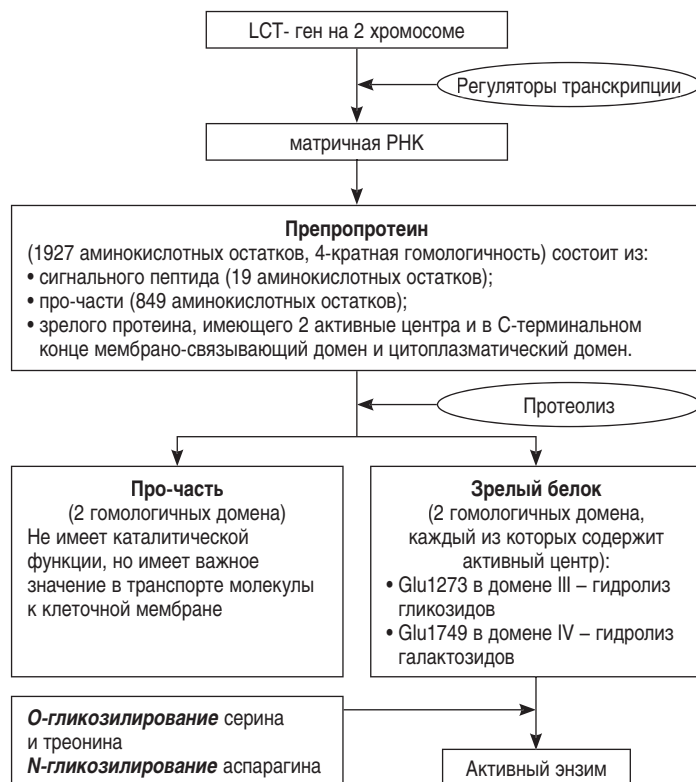 LCT- ген на 2 хромосоме
Регуляторы транскрипции
матричная РНК
Препропротеин
(1927 аминокислотных остатков, 4-кратная гомологичность) состоит из:
• сигнального пептида (19 аминокислотных остатков);
• про-части (849 аминокислотных остатков);
• зрелого протеина, имеющего 2 активные центра и в С-терминальном
конце мембрано-связывающий домен и цитоплазматический домен.
Протеолиз
Про-часть
(2 гомологичных домена)
Не имеет каталитической
функции, но имеет важное
значение в транспорте молекулы
к клеточной мембране
Зрелый белок
(2 гомологичных домена,
каждый из которых содержит
активный центр):
• Glu1273 в домене III – гидролиз
гликозидов
• Glu1749 в домене IV – гидролиз
галактозидов
О-гликозилирование серина
и треонина
N-гликозилирование аспарагина
Активный энзим